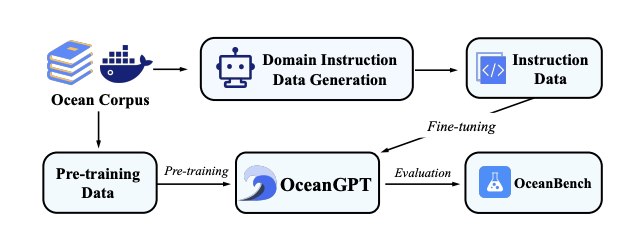 Ocean Corpus
Domain Instruction
Data Generation
Instruction
Data
Fine-tuning
Pre-training
Data
Pre-training
OceanGPT
Evaluation
OceanBench